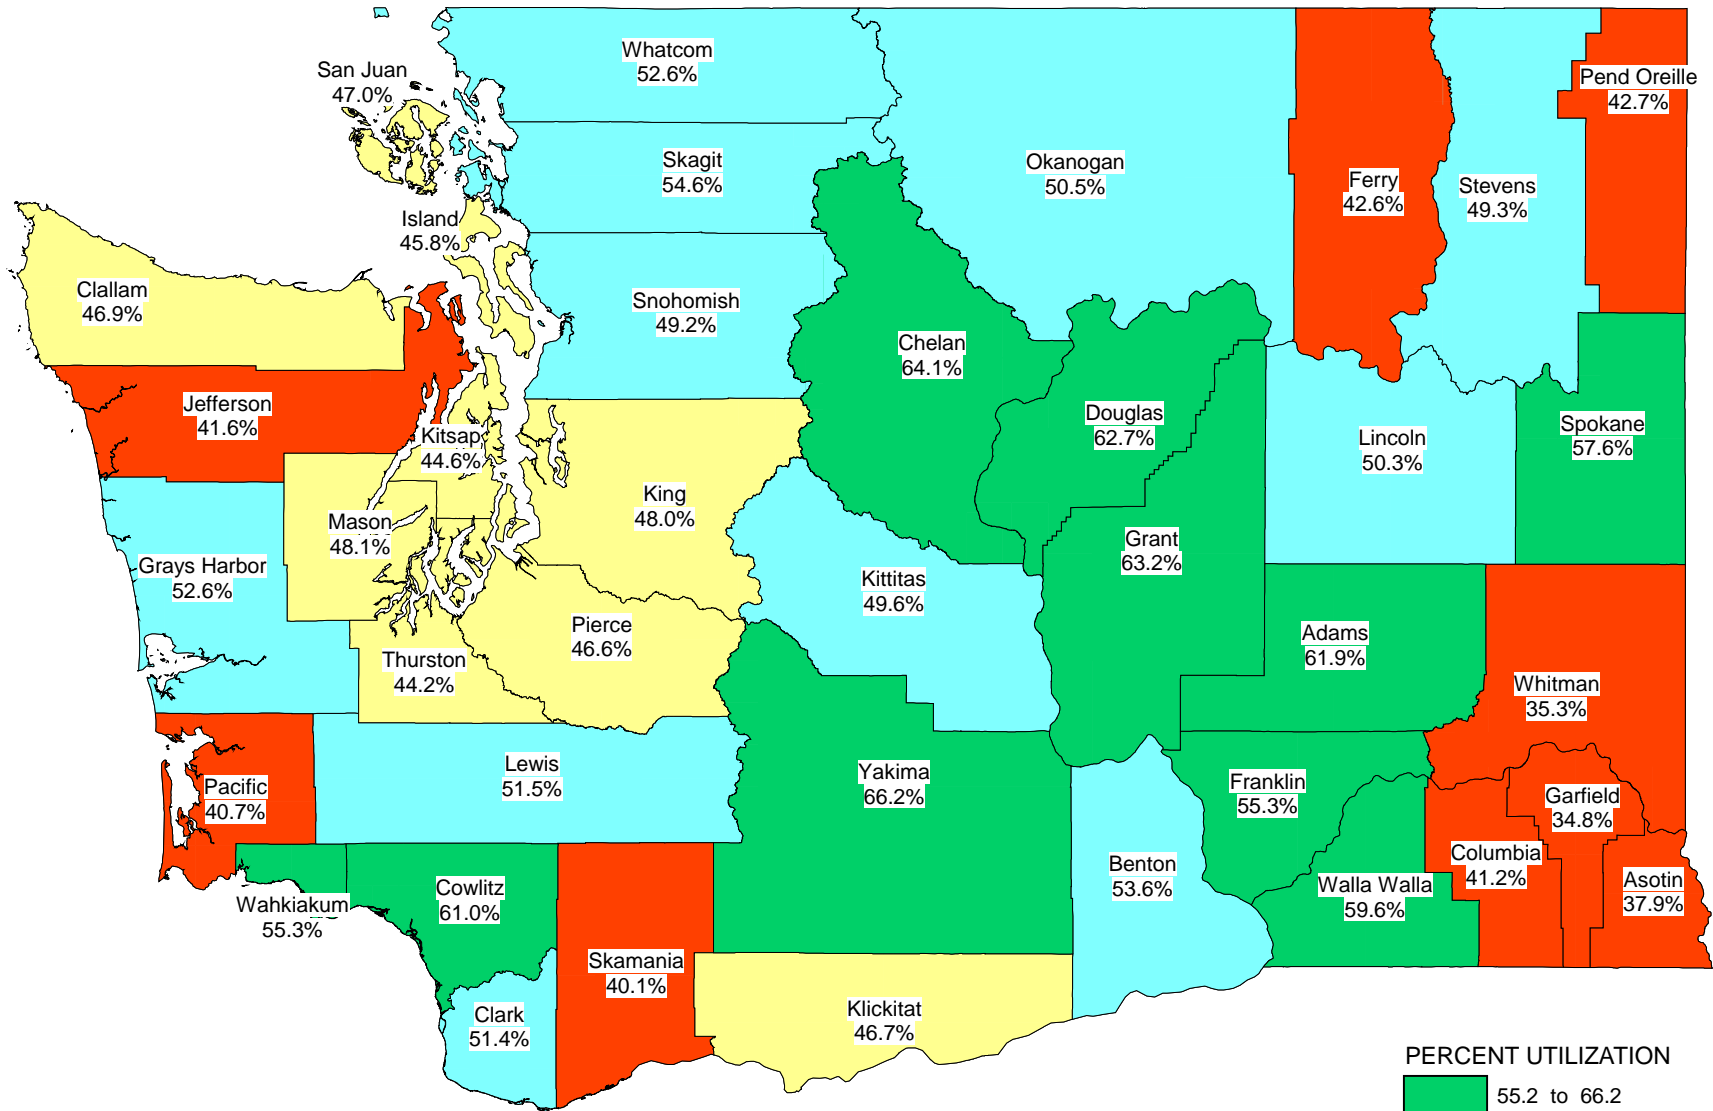 Whatcom
52.6%
San Juan
47.0%
Pend Oreille
42.7%
Skagit
54.6%
Okanogan
50.5%
Ferry
42.6%
Stevens
49.3%
Island
45.8%
Clallam
46.9%
Snohomish
49.2%
Chelan
64.1%
Jefferson
41.6%
Douglas
62.7%
Kitsap
44.6%
Lincoln
50.3%
Spokane
57.6%
King
48.0%
Mason
48.1%
Grant
63.2%
Grays Harbor
52.6%
Kittitas
49.6%
Pierce
46.6%
Adams
61.9%
Thurston
44.2%
Whitman
35.3%
Lewis
51.5%
Yakima
66.2%
Pacific
40.7%
Franklin
55.3%
Garfield
34.8%
Benton
53.6%
Columbia
41.2%
Cowlitz
61.0%
Walla Walla
59.6%
Asotin
37.9%
Wahkiakum
55.3%
Skamania
40.1%
Klickitat
46.7%
Clark
51.4%
PERCENT UTILIZATION
55.2 to 66.2